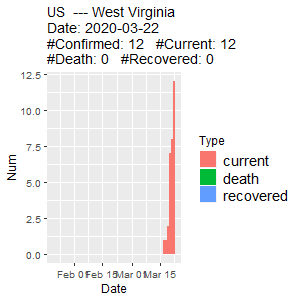 US --- West Virginia
Date: 2020-03-22
#Confirmed: 12 #Current: 12
#Death: 0 #Recovered: 0
12.5
10.0
7.5
5.0
2.5
0.0
Num
Feb 01 Feb 15 Mar 01 Mar 15
Date
Type
current
death
recovered